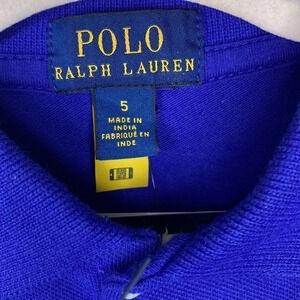 POLO
RALPH LAUREN
5
MADE IN
INDIA
FABRIQUÉ EN
INDE